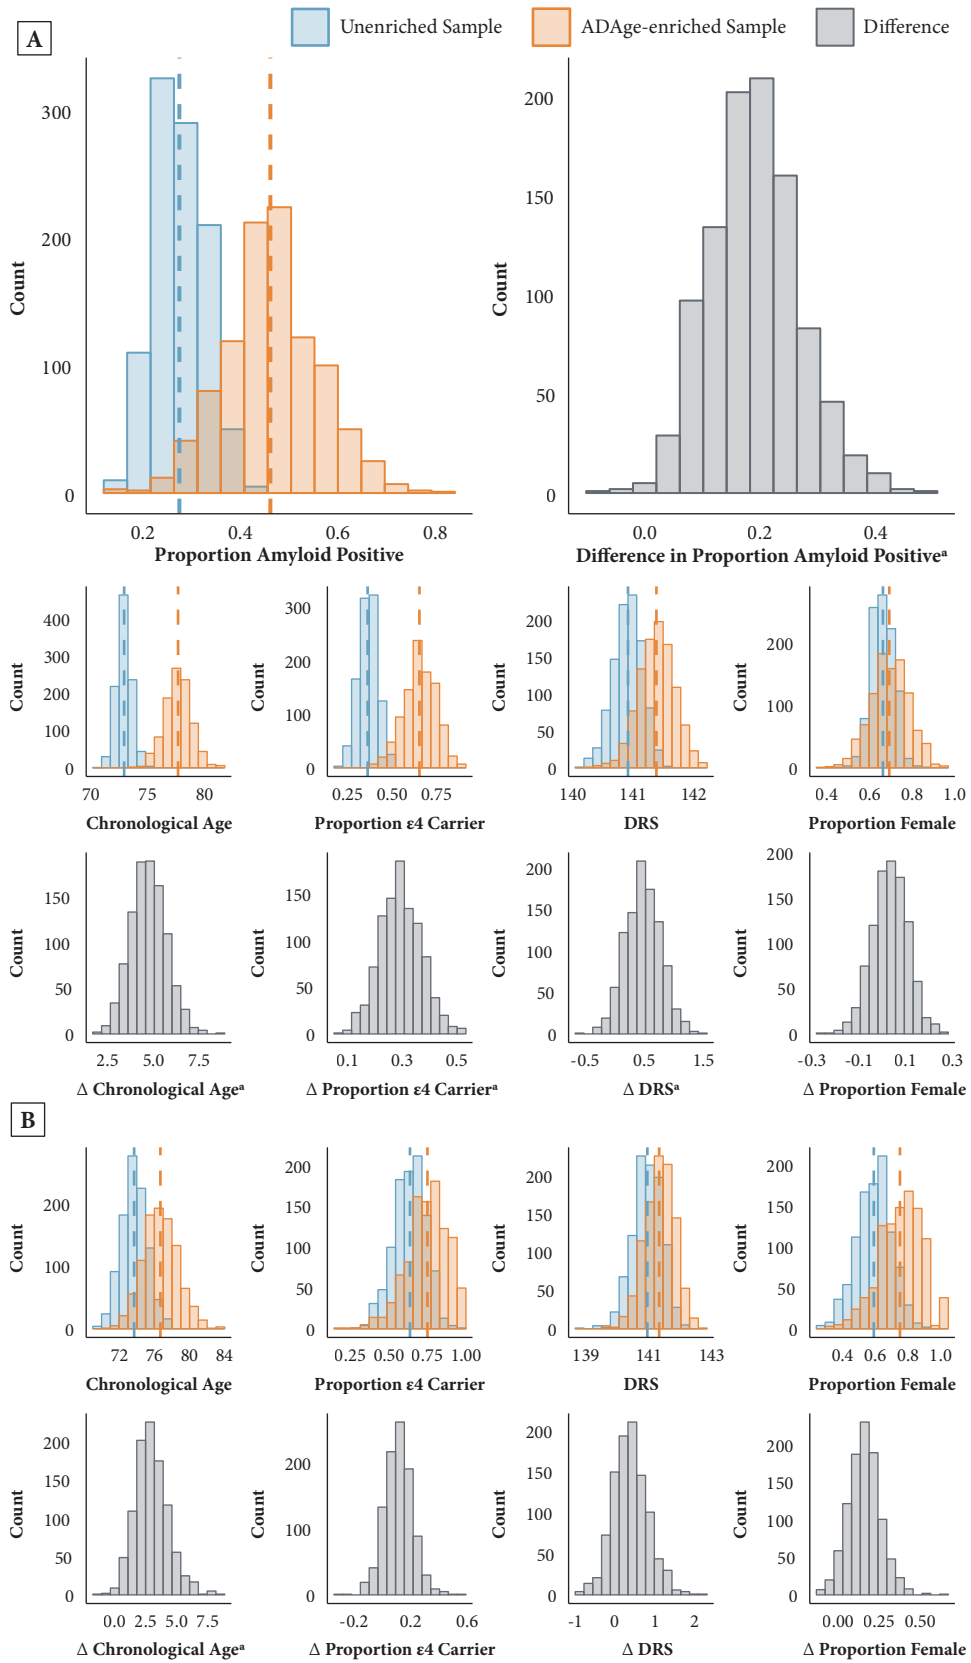 A
Unenriched Sample
ADAge-enriched Sample
Difference
Count
300
200
100
0
0.2 0.4 0.6 0.8
Proportion Amyloid Positive
Count
200
150
100
50
0
0.0 0.2 0.4
Difference in Proportion Amyloid Positiveᵃ
Count
400
300
200
100
0
70 75 80
Chronological Age
Count
300
200
100
0
0.25 0.50 0.75
Proportion ε4 Carrier
Count
200
150
100
50
0
140 141 142
DRS
Count
200
100
0
0.4 0.6 0.8 1.0
Proportion Female
Count
150
100
50
0
2.5 5.0 7.5
Δ Chronological Ageᵃ
Count
150
100
50
0
0.1 0.3 0.5
Δ Proportion ε4 Carrierᵃ
Count
200
150
100
50
0
-0.5 0.5 1.5
Δ DRSᵃ
Count
200
150
100
50
0
-0.3 -0.1 0.1 0.3
Δ Proportion Female
B
Count
200
100
0
72 76 80 84
Chronological Age
Count
200
150
100
50
0
0.25 0.50 0.75 1.00
Proportion ε4 Carrier
Count
200
150
100
50
0
139 141 143
DRS
Count
200
150
100
50
0
0.4 0.6 0.8 1.0
Proportion Female
Count
200
150
100
50
0
0.0 2.5 5.0 7.5
Δ Chronological Ageᵃ
Count
200
100
0
-0.2 0.2 0.6
Δ Proportion ε4 Carrier
Count
200
150
100
50
0
-1 0 1 2
Δ DRS
Count
200
150
100
50
0
0.00 0.25 0.50
Δ Proportion Female